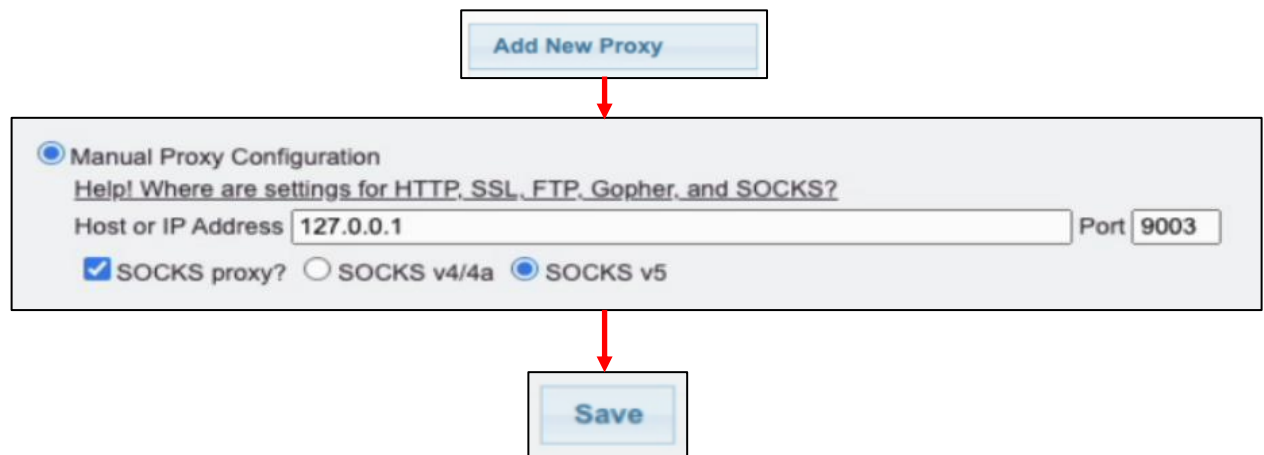 Add New Proxy
Manual Proxy Configuration
Help! Where are settings for HTTP, SSL, FTP, Gopher, and SOCKS?
Host or IP Address 127.0.0.1 Port 9003
SOCKS proxy? SOCKS v4/4a SOCKS v5
Save